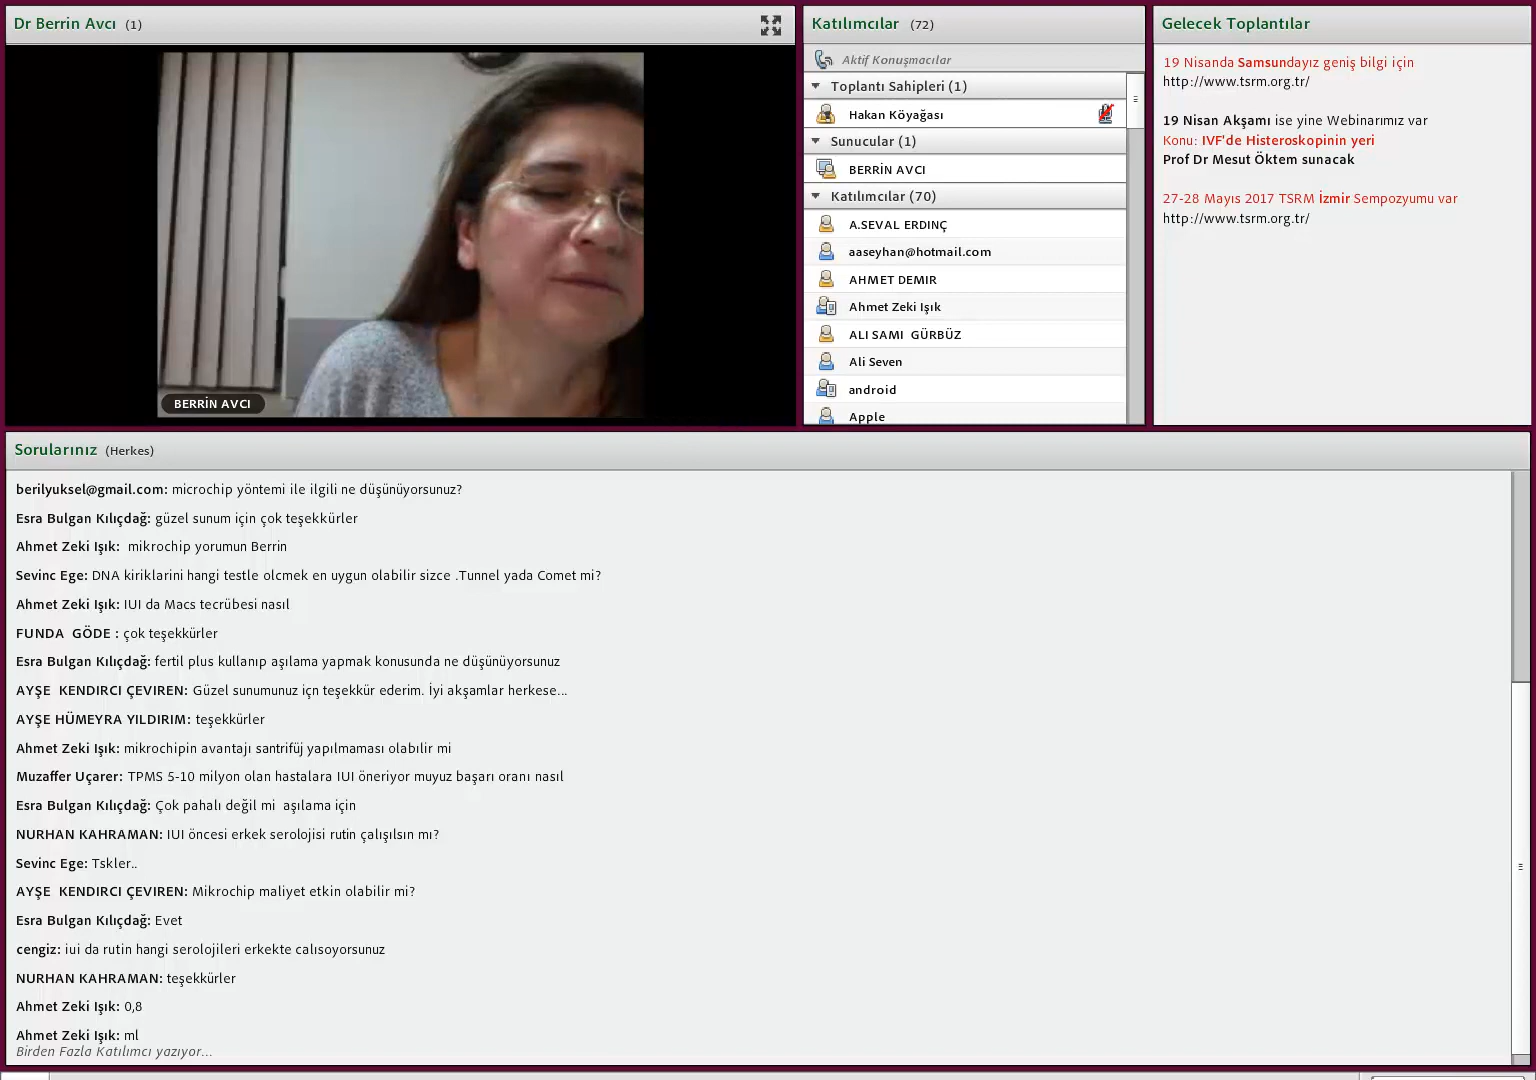 Dr Berrin Avcı (1)
BERRİN AVCI
Katılımcılar (72)
Aktif Konuşmacılar
Toplantı Sahipleri (1)
Hakan Köyağası
Sunucular (1)
BERRİN AVCI
Katılımcılar (70)
A.SEVAL ERDINÇ
aaseyhan@hotmail.com
AHMET DEMIR
Ahmet Zeki Işık
ALI SAMI GÜRBÜZ
Ali Seven
android
Apple
Gelecek Toplantılar
19 Nisanda Samsundayız geniş bilgi için
http://www.tsrm.org.tr/
19 Nisan Akşamı ise yine Webinarımız var
Konu: IVF'de Histeroskopinin yeri
Prof Dr Mesut Öktem sunacak
27-28 Mayıs 2017 TSRM İzmir Sempozyumu var
http://www.tsrm.org.tr/
Sorularınız (Herkes)
berilyuksel@gmail.com: microchip yöntemi ile ilgili ne düşünüyorsunuz?
Esra Bulgan Kılıçdağ: güzel sunum için çok teşekkürler
Ahmet Zeki Işık: mikrochip yorumun Berrin
Sevinc Ege: DNA kiriklarini hangi testle olcmek en uygun olabilir sizce .Tunnel yada Comet mi?
Ahmet Zeki Işık: IUI da Macs tecrübesi nasıl
FUNDA GÖDE : çok teşekkürler
Esra Bulgan Kılıçdağ: fertil plus kullanıp aşılama yapmak konusunda ne düşünüyorsunuz
AYŞE KENDIRCI ÇEVIREN: Güzel sunumunuz içn teşekkür ederim. İyi akşamlar herkese...
AYŞE HÜMEYRA YILDIRIM: teşekkürler
Ahmet Zeki Işık: mikrochipin avantajı santrifüj yapılmaması olabılır mi
Muzaffer Uçarer: TPMS 5-10 milyon olan hastalara IUI öneriyor muyuz başarı oranı nasıl
Esra Bulgan Kılıçdağ: Çok pahalı değil mi aşılama için
NURHAN KAHRAMAN: IUI öncesi erkek serolojisi rutin çalışılsın mı?
Sevinc Ege: Tskler..
AYŞE KENDIRCI ÇEVIREN: Mikrochip maliyet etkin olabilir mi?
Esra Bulgan Kılıçdağ: Evet
cengiz: iui da rutin hangi serolojileri erkekte calısoyorsunuz
NURHAN KAHRAMAN: teşekkürler
Ahmet Zeki Işık: 0,8
Ahmet Zeki Işık: ml
Birden Fazla Katılımcı yazıyor...